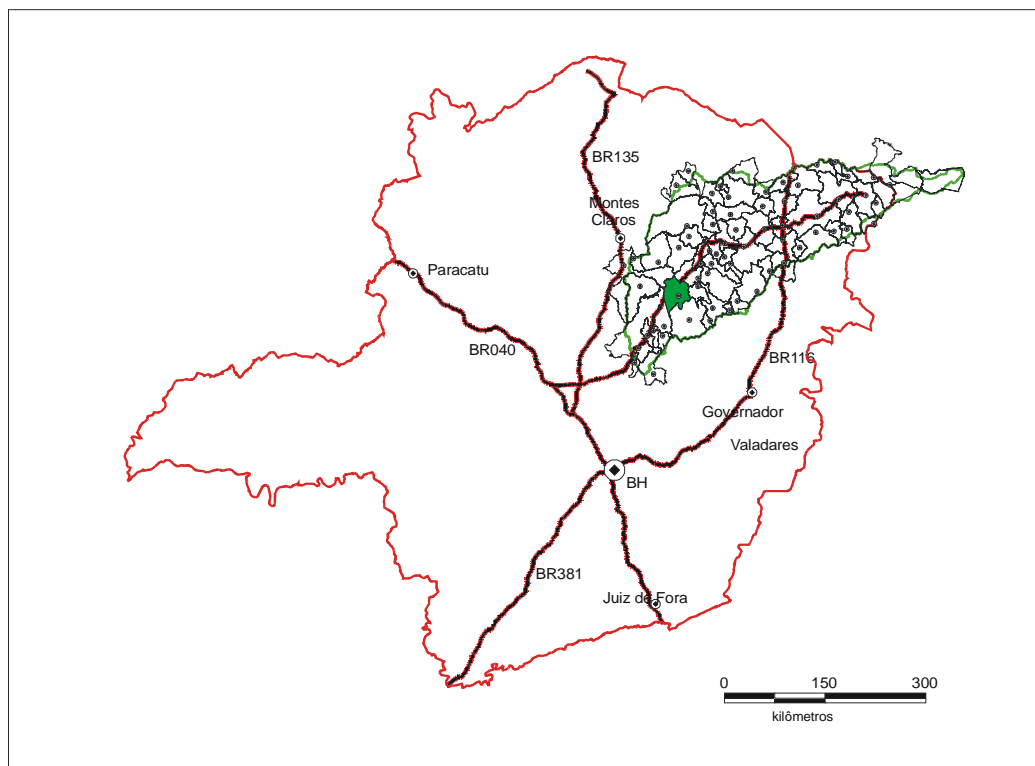 BR135
Montes
Claros
Paracatu
BR040
BR116
Governador
Valadares
BH
BR381
Juiz de Fora
0 150 300
kilômetros